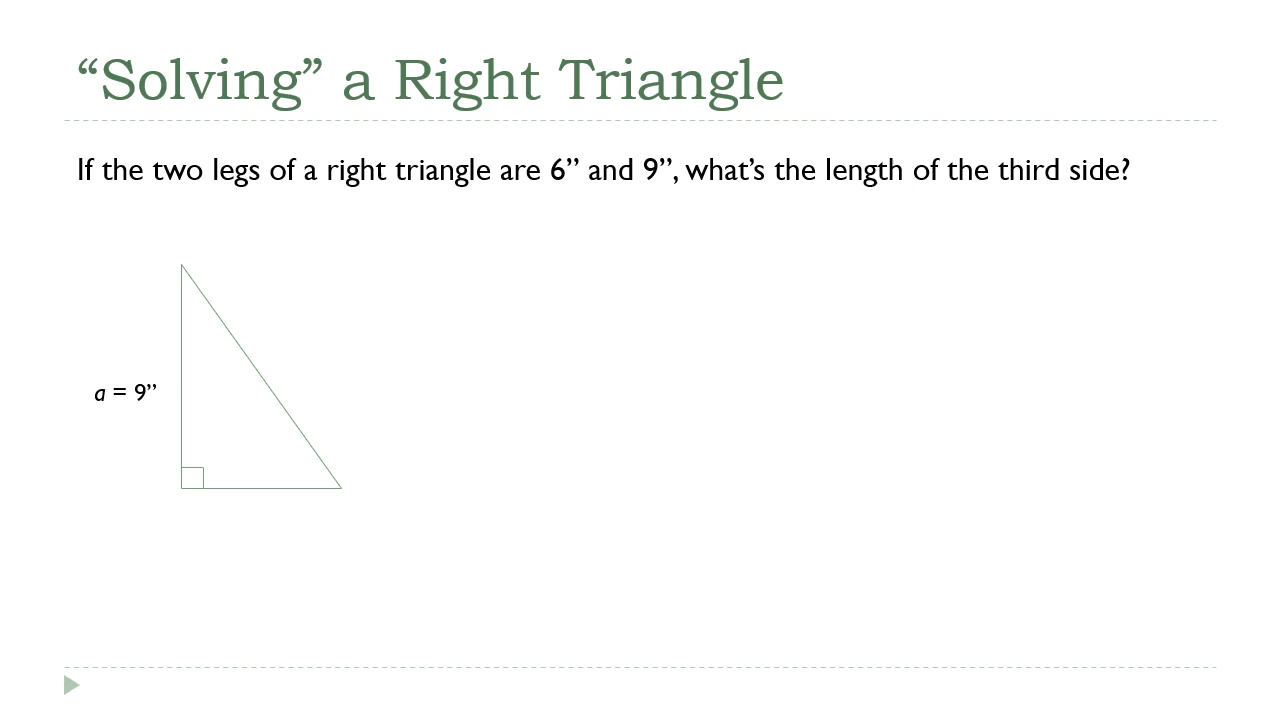 “Solving” a Right Triangle
If the two legs of a right triangle are 6” and 9”, what’s the length of the third side?
a = 9”